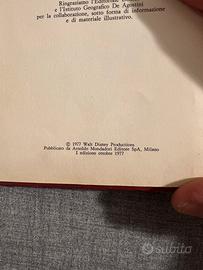 Ringraziamo l'Editoriale
e l'Istituto Geografico De Agostini
per la collaborazione, sotto forma di informazione
e di materiale illustrativo.
© 1977 Walt Disney Productions
Pubblicato da Arnoldo Mondadori Editore SpA, Milano
I edizione ottobre 1977
subito